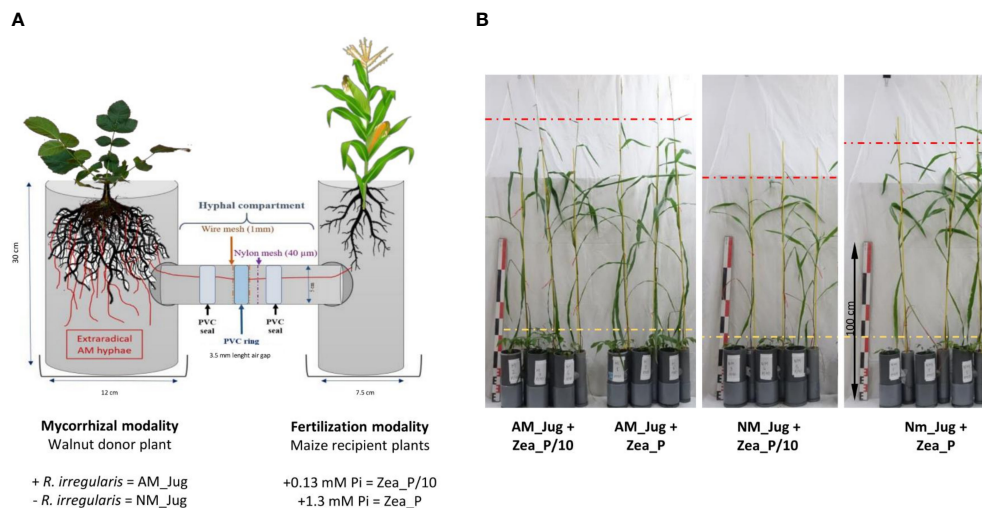 A
Hyphal compartment
Wire mesh (1mm)
Nylon mesh (40 µm)
30 cm
PVC
seal
PVC
seal
PVC ring
3.5 mm lenght air gap
Extraradical
AM hyphae
12 cm
7.5 cm
Mycorrhizal modality
Walnut donor plant
+ R. irregularis = AM_Jug
- R. irregularis = NM_Jug
Fertilization modality
Maize recipient plants
+0.13 mM Pi = Zea_P/10
+1.3 mM Pi = Zea_P
B
100 cm
AM_Jug +
Zea_P/10
AM_Jug +
Zea_P
NM_Jug +
Zea_P/10
Nm_Jug +
Zea_P